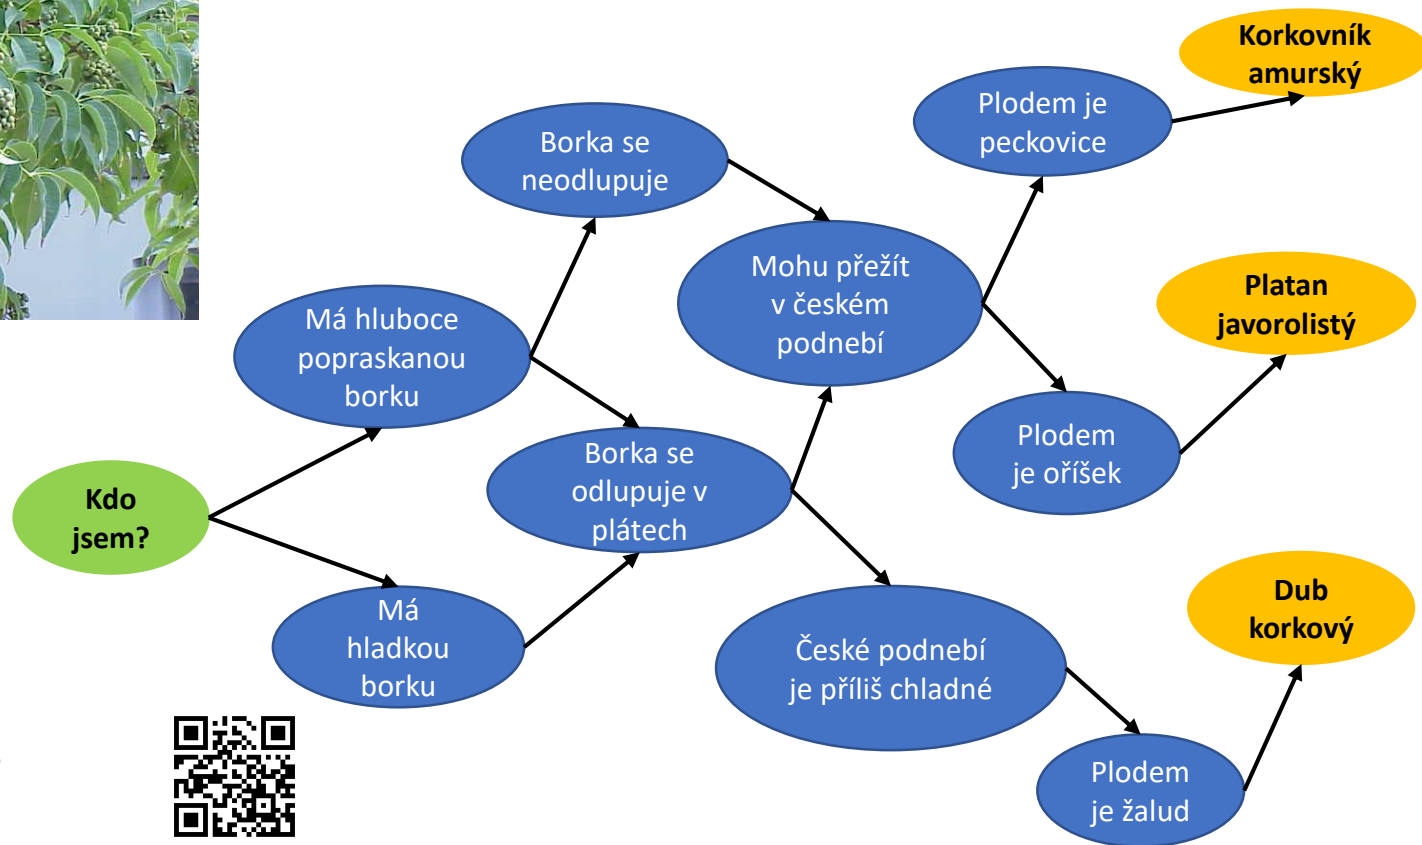 Kdo
jsem?
Má hluboce
popraskanou
borku
Má
hladkou
borku
Borka se
neodlupuje
Borka se
odlupuje v
plátech
Mohu přežít
v českém
podnebí
České podnebí
je příliš chladné
Plodem je
peckovice
Plodem
je oříšek
Plodem
je žalud
Korkovník
amurský
Platan
javorolistý
Dub
korkový